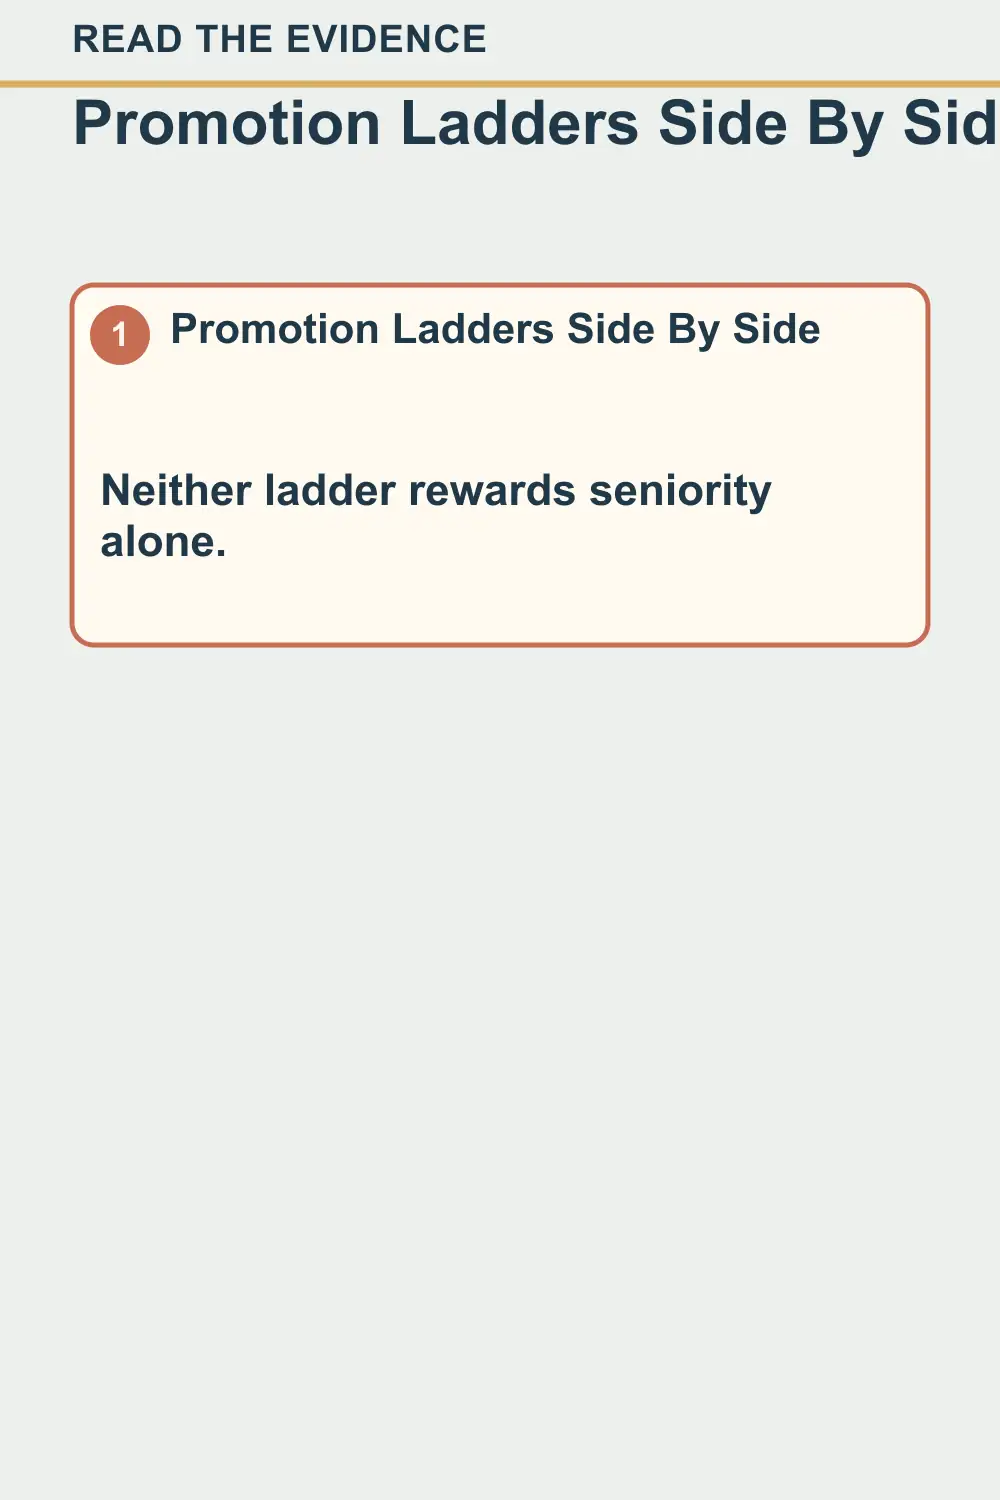 READ THE EVIDENCE
Promotion Ladders Side By Sid
1
Promotion Ladders Side By Side
Neither ladder rewards seniority
alone.